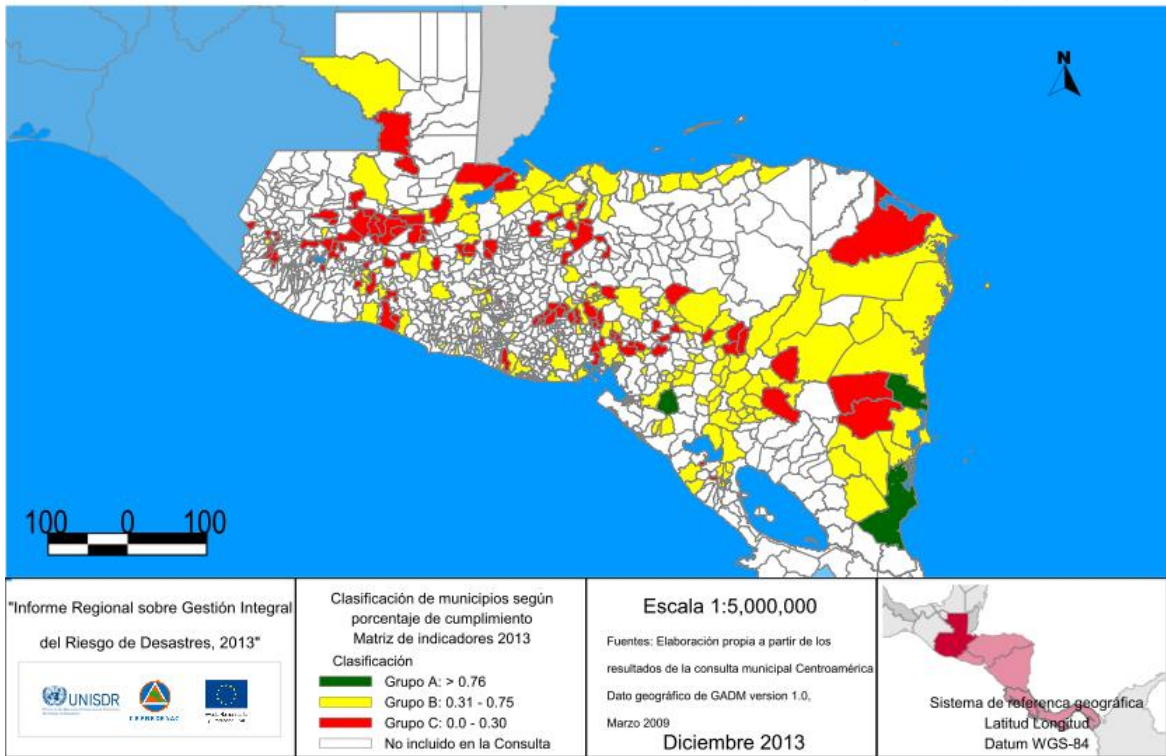 N
100 0 100
"Informe Regional sobre Gestión Integral
del Riesgo de Desastres, 2013"
UNISDR
CEPREDENAC
Clasificación de municipios según
porcentaje de cumplimiento
Matriz de indicadores 2013
Clasificación
Grupo A: > 0.76
Grupo B: 0.31 - 0.75
Grupo C: 0.0 - 0.30
No incluido en la Consulta
Escala 1:5,000,000
Fuentes: Elaboración propia a partir de los
resultados de la consulta municipal Centroamérica
Dato geográfico de GADM version 1.0,
Marzo 2009
Diciembre 2013
Sistema de referenca geográfica
Latitud Longitud
Datum WGS-84